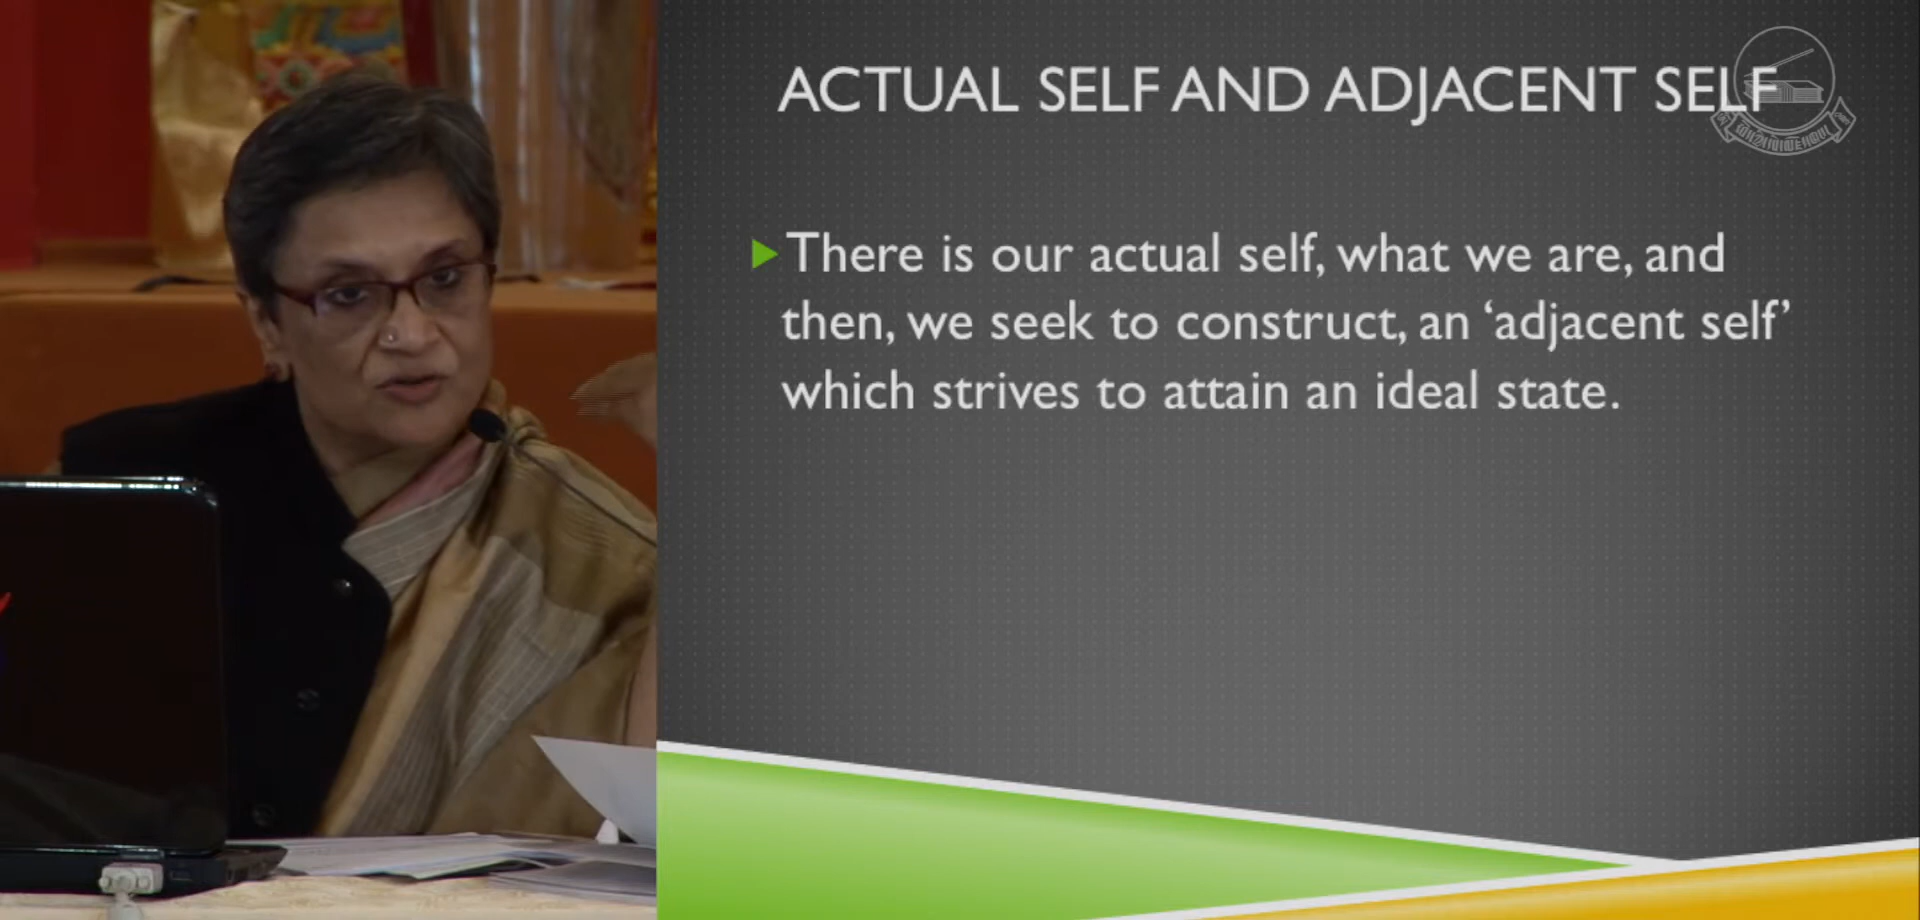 ACTUAL SELF AND ADJACENT SELF
There is our actual self, what we are, and
then, we seek to construct, an ‘adjacent self’
which strives to attain an ideal state.